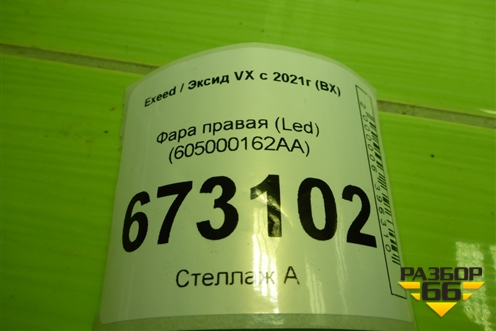 Exeed / Эксид VX с 2021г (BX)
Фара правая (Led)
(605000162AA)
673102
Стеллаж А
РАЗБОР
66